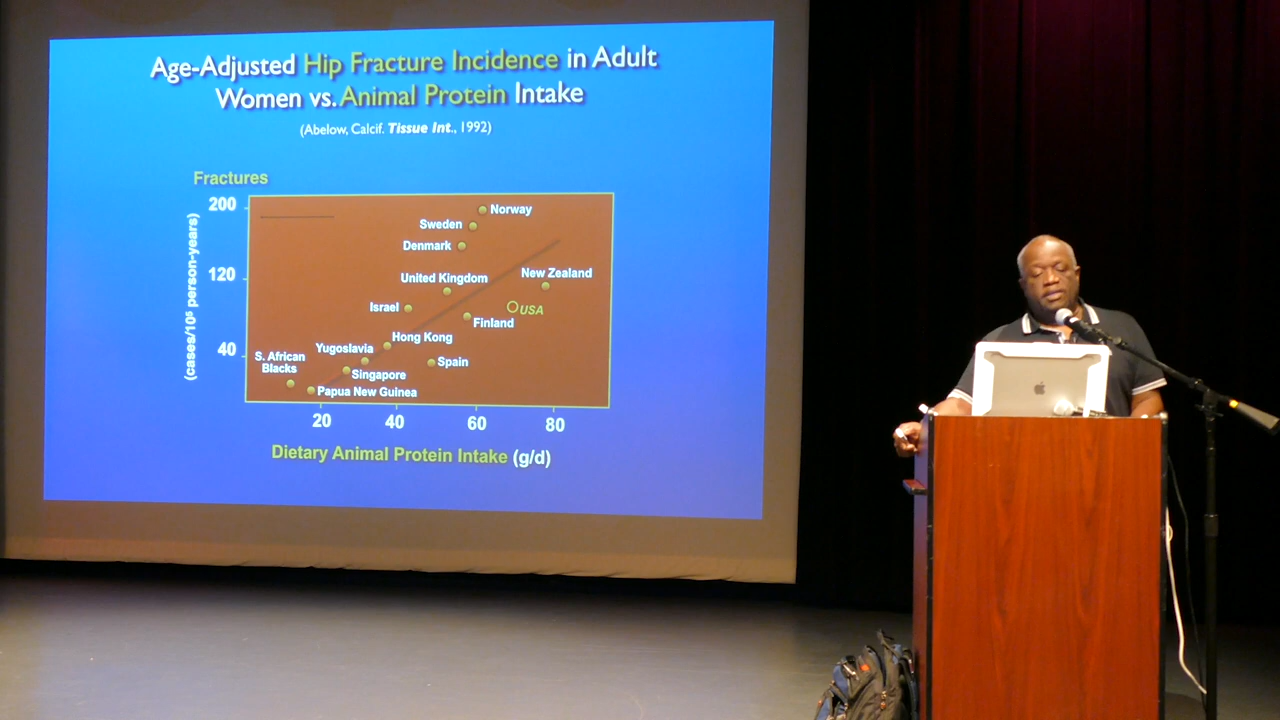 Age-Adjusted Hip Fracture Incidence in Adult
Women vs. Animal Protein Intake
(Abelow, Calcif. Tissue Int., 1992)
Fractures
(cases/10⁵ person-years)
200
120
40
Norway
Sweden
Denmark
United Kingdom
New Zealand
Israel
USA
Finland
Hong Kong
Yugoslavia
Spain
S. African
Blacks
Singapore
Papua New Guinea
20 40 60 80
Dietary Animal Protein Intake (g/d)